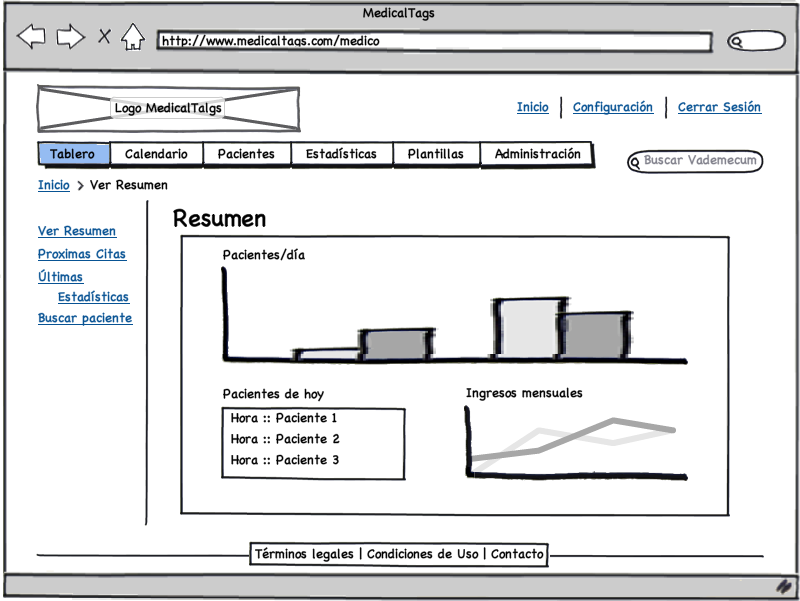 MedicalTags
http://www.medicaltags.com/medico
Logo MedicalTalgs
Inicio | Configuración | Cerrar Sesión
Tablero Calendario Pacientes Estadísticas Plantillas Administración
Buscar Vademecum
Inicio > Ver Resumen
Ver Resumen
Proximas Citas
Últimas
Estadísticas
Buscar paciente
Resumen
Pacientes/día
Pacientes de hoy
Hora :: Paciente 1
Hora :: Paciente 2
Hora :: Paciente 3
Ingresos mensuales
Términos legales | Condiciones de Uso | Contacto